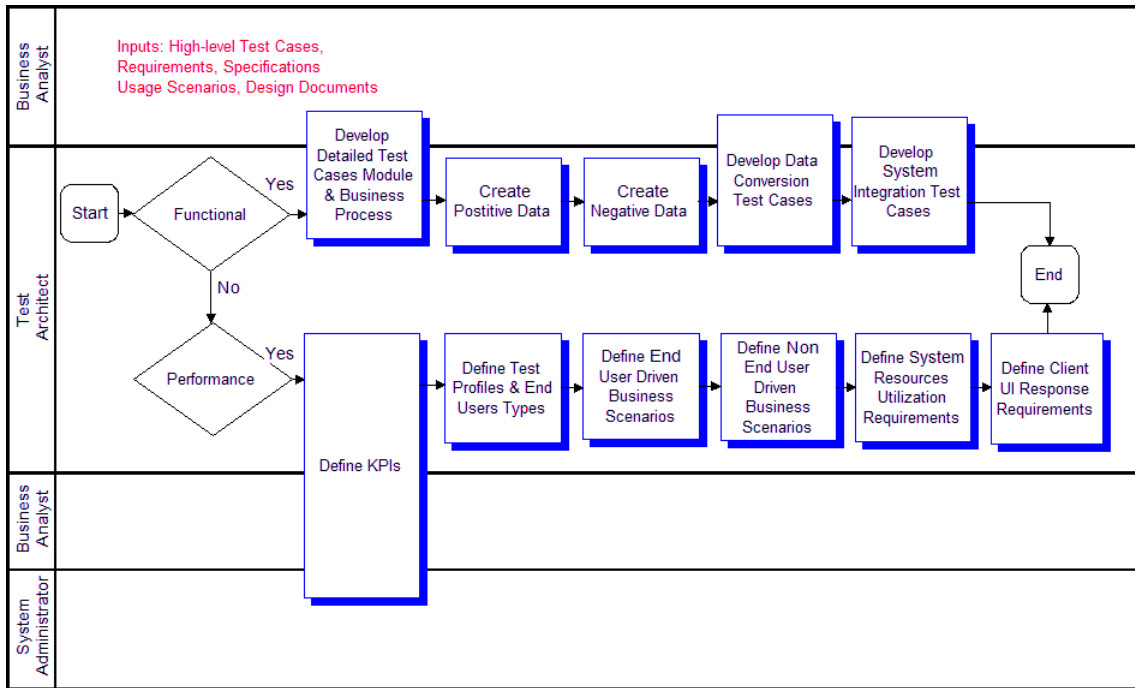 Business
Analyst
Inputs: High-level Test Cases,
Requirements, Specifications
Usage Scenarios, Design Documents
Test
Architect
Start
Functional
Yes
No
Develop
Detailed Test
Cases Module
& Business
Process
Create
Postitive Data
Create
Negative Data
Develop Data
Conversion
Test Cases
Develop
System
Integration Test
Cases
End
Performance
Yes
Define KPIs
Define Test
Profiles & End
Users Types
Define End
User Driven
Business
Scenarios
Define Non
End User
Driven
Business
Scenarios
Define System
Resources
Utilization
Requirements
Define Client
UI Response
Requirements
Business
Analyst
System
Administrator